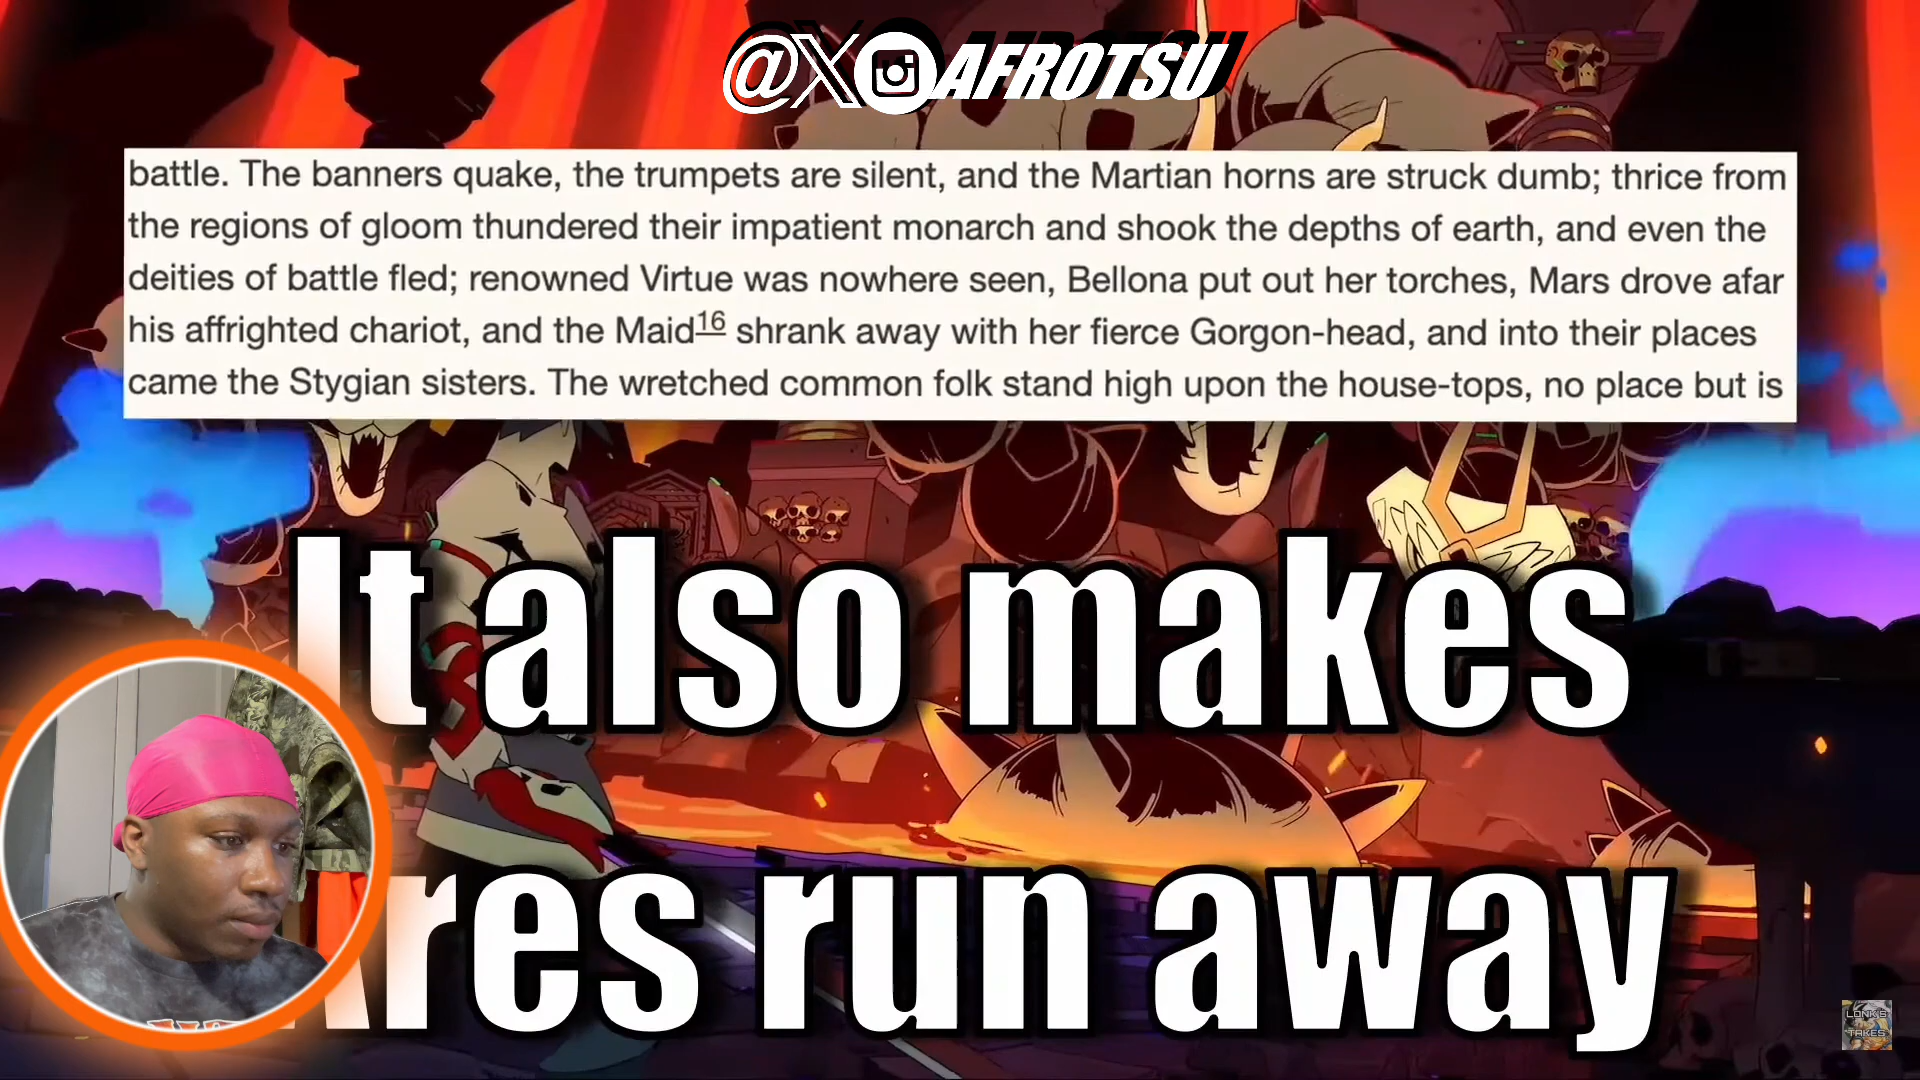 @X AFROTSU
battle. The banners quake, the trumpets are silent, and the Martian horns are struck dumb; thrice from
the regions of gloom thundered their impatient monarch and shook the depths of earth, and even the
deities of battle fled; renowned Virtue was nowhere seen, Bellona put out her torches, Mars drove afar
his affrighted chariot, and the Maid16 shrank away with her fierce Gorgon-head, and into their places
came the Stygian sisters. The wretched common folk stand high upon the house-tops, no place but is
It also makes
Ares run away
LONK'S
TAKES